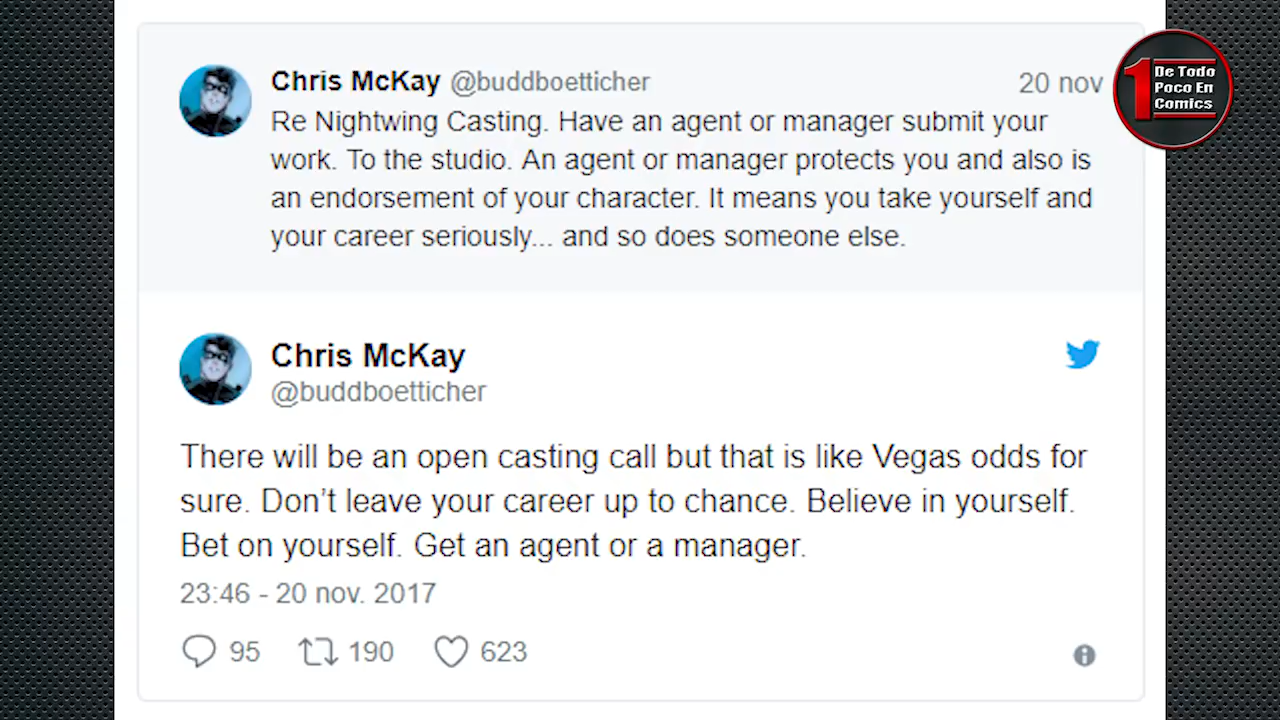 Chris McKay @buddboetticher 20 nov
Re Nightwing Casting. Have an agent or manager submit your
work. To the studio. An agent or manager protects you and also is
an endorsement of your character. It means you take yourself and
your career seriously... and so does someone else.
Chris McKay
@buddboetticher
There will be an open casting call but that is like Vegas odds for
sure. Don’t leave your career up to chance. Believe in yourself.
Bet on yourself. Get an agent or a manager.
23:46 - 20 nov. 2017
95 190 623
1
De Todo
Poco En
Comics